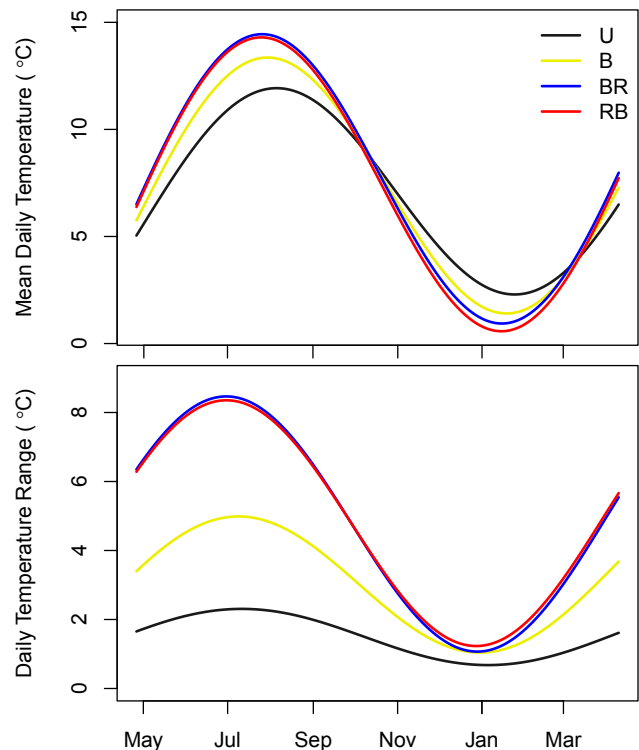 Mean Daily Temperature ( °C)
15
10
5
0
U
B
BR
RB
Daily Temperature Range ( °C)
8
6
4
2
0
May Jul Sep Nov Jan Mar